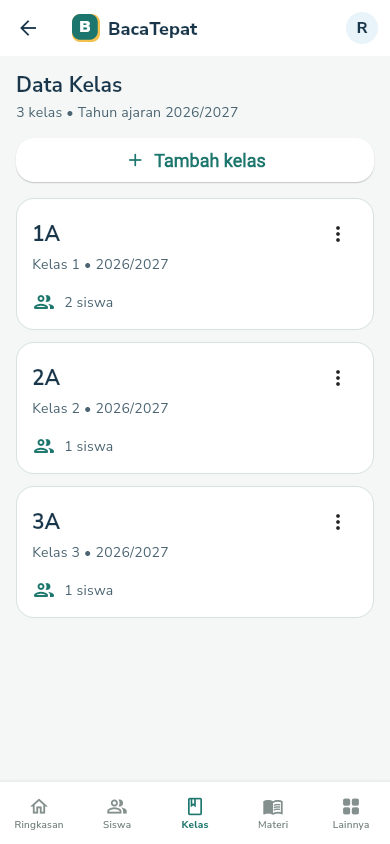 B BacaTepat R
Data Kelas
3 kelas • Tahun ajaran 2026/2027
+ Tambah kelas
1A
Kelas 1 • 2026/2027
2 siswa
2A
Kelas 2 • 2026/2027
1 siswa
3A
Kelas 3 • 2026/2027
1 siswa
Ringkasan Siswa Kelas Materi Lainnya